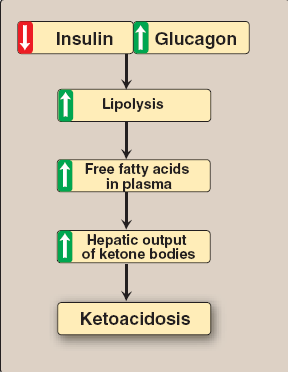 Insulin Glucagon
Lipolysis
Free fatty acids
in plasma
Hepatic output
of ketone bodies
Ketoacidosis